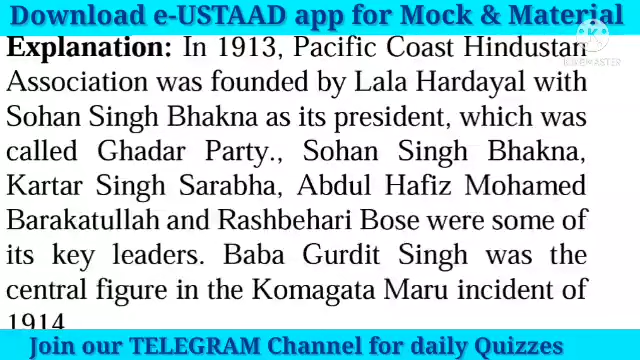 Download e-USTAAD app for Mock & Material
Explanation: In 1913, Pacific Coast Hindustan
KINEMASTER
Association was founded by Lala Hardayal with
Sohan Singh Bhakna as its president, which was
called Ghadar Party., Sohan Singh Bhakna,
Kartar Singh Sarabha, Abdul Hafiz Mohamed
Barakatullah and Rashbehari Bose were some of
its key leaders. Baba Gurdit Singh was the
central figure in the Komagata Maru incident of
1914
Join our TELEGRAM Channel for daily Quizzes